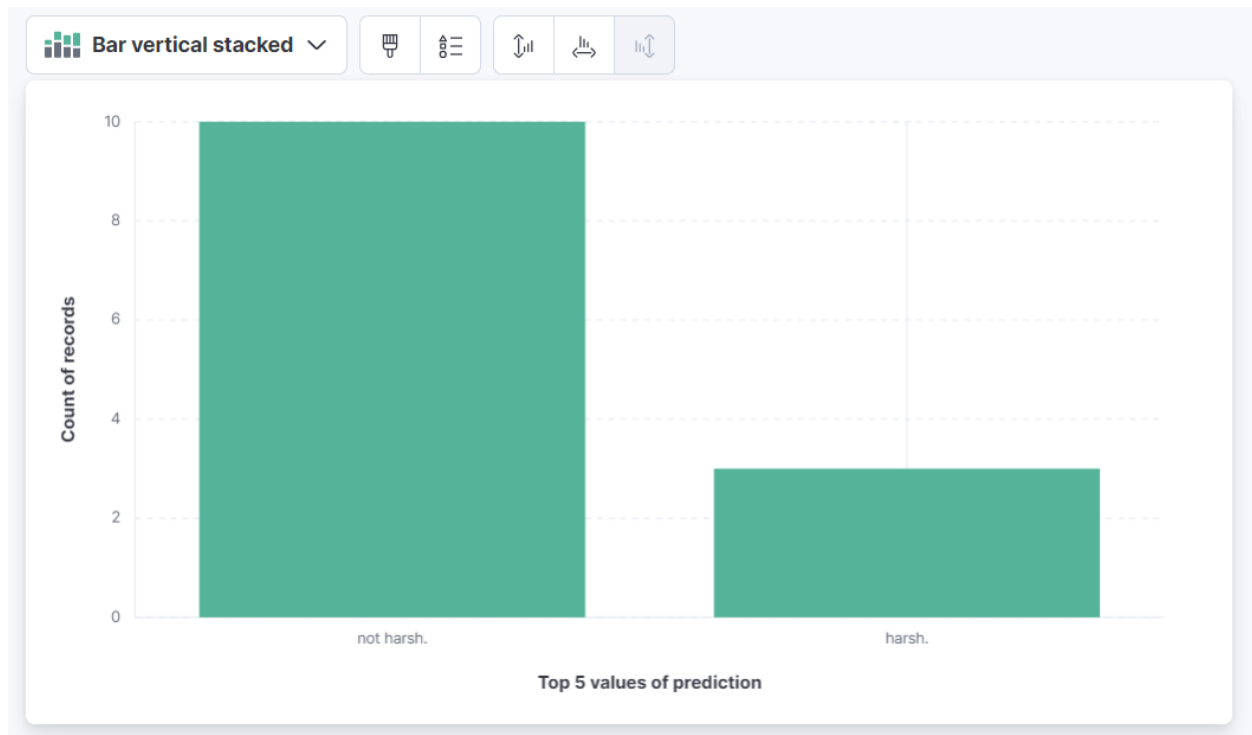 Bar vertical stacked
10
8
6
4
2
0
Count of records
not harsh.
harsh.
Top 5 values of prediction